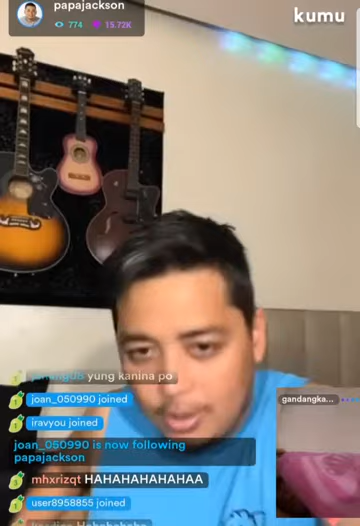 papajackson
774 15.72K
kumu
yung kanina po
joan_050990 joined
iravyou joined
gandangka...
joan_050990 is now following
papajackson
mhxrizqt HAHAHAHAHAHAA
user8958855 joined